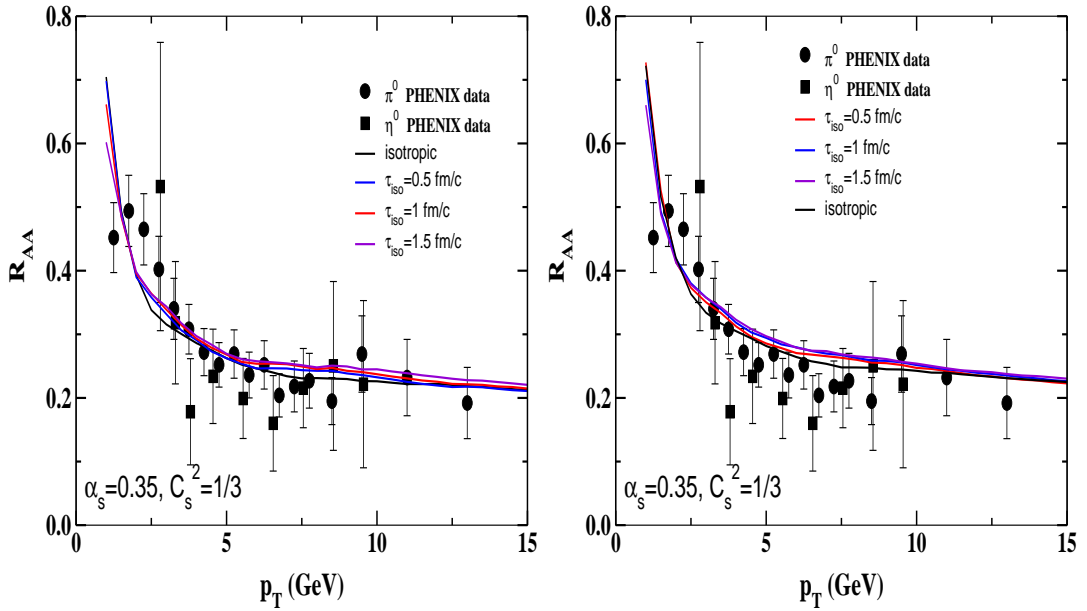 0.8
0.6
0.4
0.2
0.0
R_AA
π^0 PHENIX data
η^0 PHENIX data
isotropic
τ_iso=0.5 fm/c
τ_iso=1 fm/c
τ_iso=1.5 fm/c
α_s=0.35, C_s^2=1/3
0 5 10 15
p_T (GeV)
0.8
0.6
0.4
0.2
0.0
R_AA
π^0 PHENIX data
η^0 PHENIX data
τ_iso=0.5 fm/c
τ_iso=1 fm/c
τ_iso=1.5 fm/c
isotropic
α_s=0.35, C_s^2=1/3
0 5 10 15
p_T (GeV)